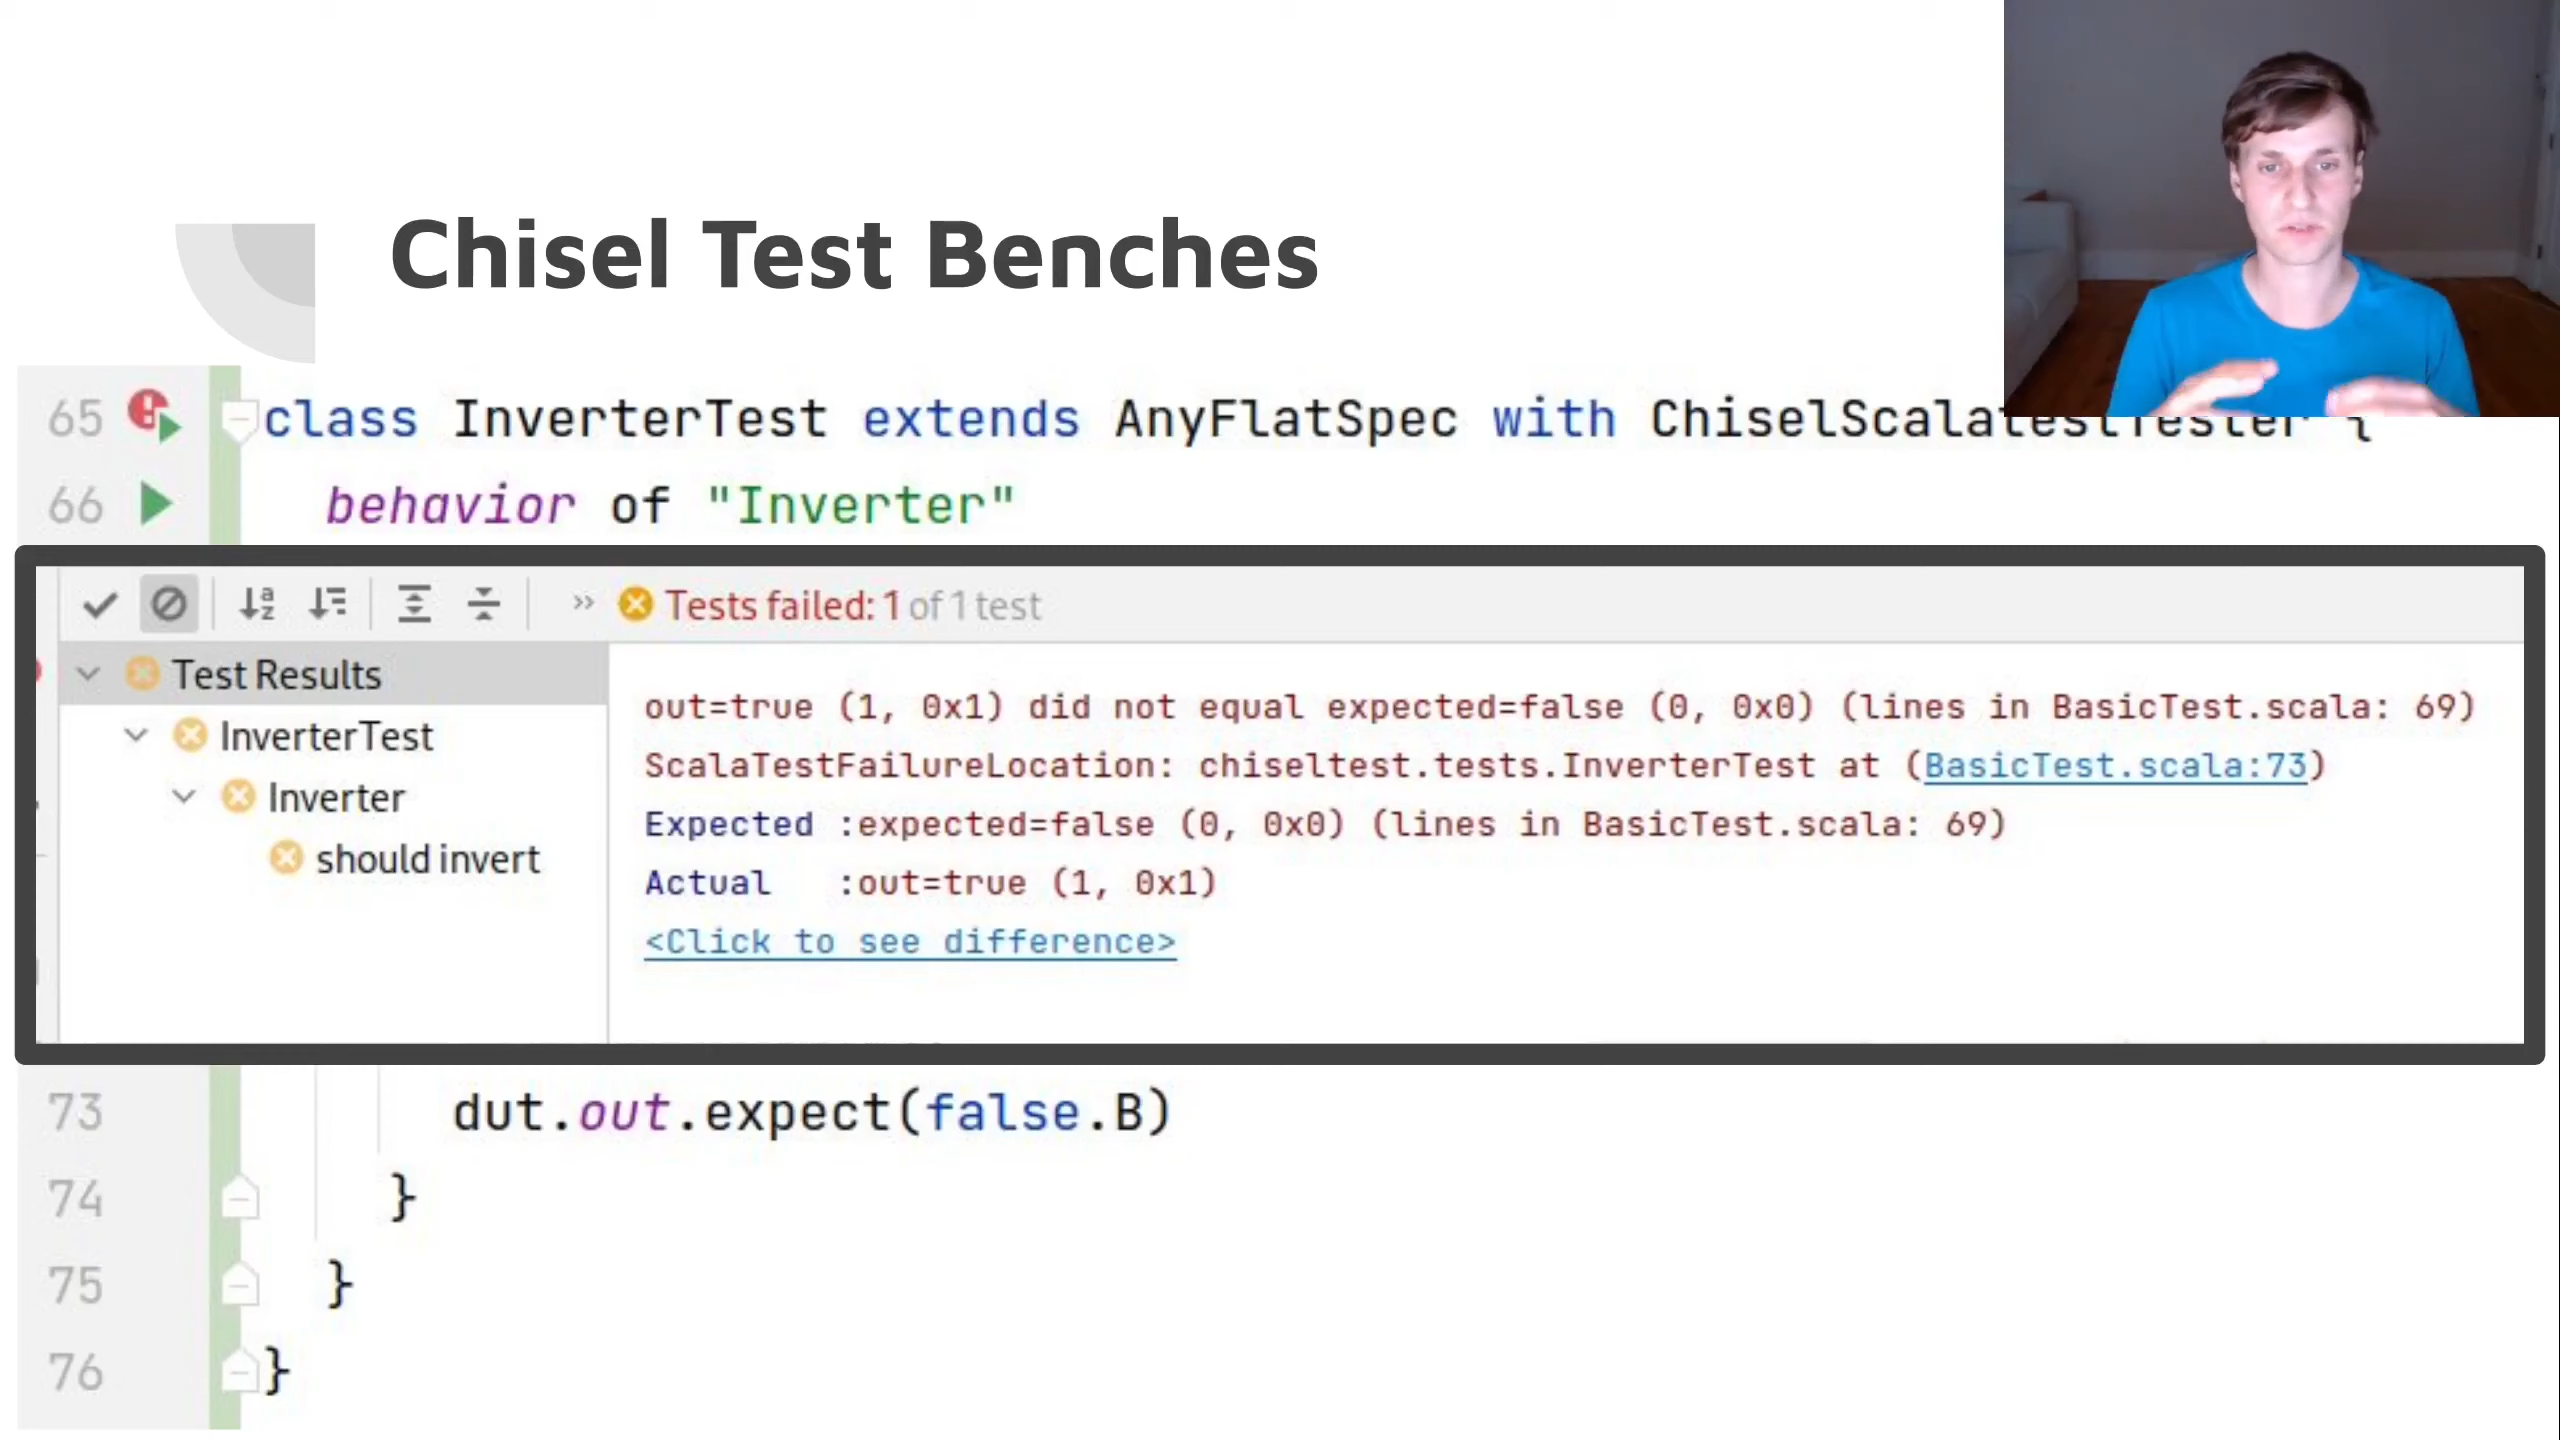 Chisel Test Benches
65 class InverterTest extends AnyFlatSpec with ChiselScalatestTester {
66 behavior of "Inverter"
Tests failed: 1 of 1 test
Test Results
InverterTest
Inverter
should invert
out=true (1, 0x1) did not equal expected=false (0, 0x0) (lines in BasicTest.scala: 69)
ScalaTestFailureLocation: chiseltest.tests.InverterTest at (BasicTest.scala:73)
Expected :expected=false (0, 0x0) (lines in BasicTest.scala: 69)
Actual :out=true (1, 0x1)
<Click to see difference>
73 dut.out.expect(false.B)
74 }
75 }
76 }